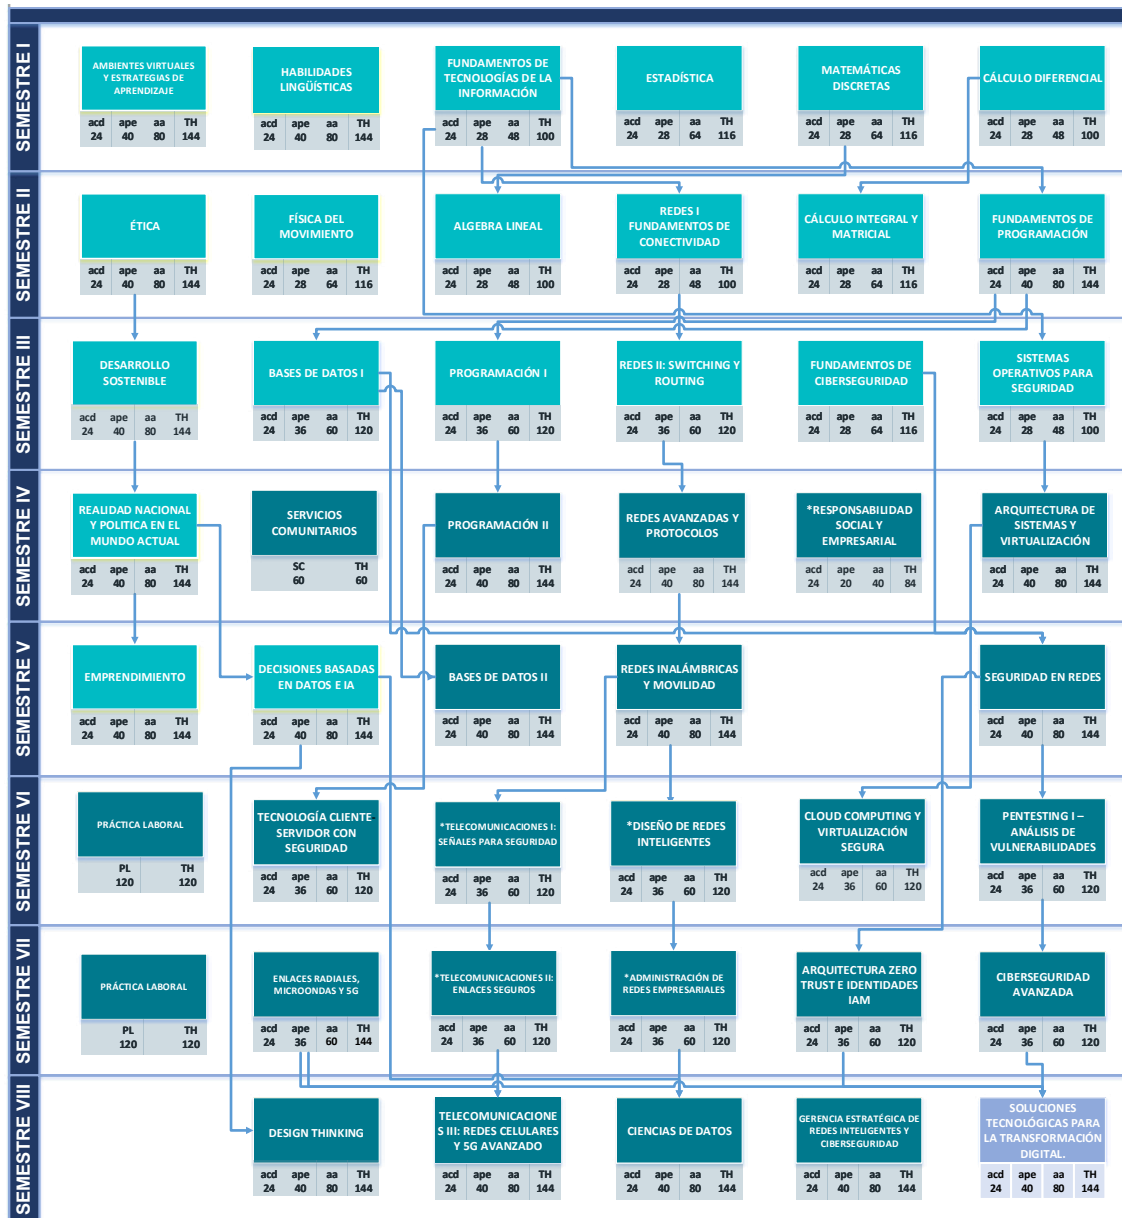 SEMESTRE I
AMBIENTES VIRTUALES
Y ESTRATEGIAS DE
APRENDIZAJE
acd ape aa TH
24 40 80 144
HABILIDADES
LINGÜÍSTICAS
acd ape aa TH
24 40 80 144
FUNDAMENTOS DE
TECNOLOGÍAS DE LA
INFORMACIÓN
acd ape aa TH
24 28 48 100
ESTADÍSTICA
acd ape aa TH
24 28 64 116
MATEMÁTICAS
DISCRETAS
acd ape aa TH
24 28 64 116
CÁLCULO DIFERENCIAL
acd ape aa TH
24 28 48 100
SEMESTRE II
ÉTICA
acd ape aa TH
24 40 80 144
FÍSICA DEL
MOVIMIENTO
acd ape aa TH
24 28 64 116
ALGEBRA LINEAL
acd ape aa TH
24 28 48 100
REDES I
FUNDAMENTOS DE
CONECTIVIDAD
acd ape aa TH
24 28 48 100
CÁLCULO INTEGRAL Y
MATRICIAL
acd ape aa TH
24 28 64 116
FUNDAMENTOS DE
PROGRAMACIÓN
acd ape aa TH
24 40 80 144
SEMESTRE III
DESARROLLO
SOSTENIBLE
acd ape aa TH
24 40 80 144
BASES DE DATOS I
acd ape aa TH
24 36 60 120
PROGRAMACIÓN I
acd ape aa TH
24 36 60 120
REDES II: SWITCHING Y
ROUTING
acd ape aa TH
24 36 60 120
FUNDAMENTOS DE
CIBERSEGURIDAD
acd ape aa TH
24 28 64 116
SISTEMAS
OPERATIVOS PARA
SEGURIDAD
acd ape aa TH
24 28 48 100
SEMESTRE IV
REALIDAD NACIONAL
Y POLITICA EN EL
MUNDO ACTUAL
acd ape aa TH
24 40 80 144
SERVICIOS
COMUNITARIOS
SC TH
60 60
PROGRAMACIÓN II
acd ape aa TH
24 40 80 144
REDES AVANZADAS Y
PROTOCOLOS
acd ape aa TH
24 40 80 144
*RESPONSABILIDAD
SOCIAL Y
EMPRESARIAL
acd ape aa TH
24 20 40 84
ARQUITECTURA DE
SISTEMAS Y
VIRTUALIZACIÓN
acd ape aa TH
24 40 80 144
SEMESTRE V
EMPRENDIMIENTO
acd ape aa TH
24 40 80 144
DECISIONES BASADAS
EN DATOS E IA
acd ape aa TH
24 40 80 144
BASES DE DATOS II
acd ape aa TH
24 40 80 144
REDES INALÁMBRICAS
Y MOVILIDAD
acd ape aa TH
24 40 80 144
SEGURIDAD EN REDES
acd ape aa TH
24 40 80 144
SEMESTRE VI
PRÁCTICA LABORAL
PL TH
120 120
TECNOLOGÍA CLIENTE-
SERVIDOR CON
SEGURIDAD
acd ape aa TH
24 36 60 120
*TELECOMUNICACIONES I:
SEÑALES PARA SEGURIDAD
acd ape aa TH
24 36 60 120
*DISEÑO DE REDES
INTELIGENTES
acd ape aa TH
24 36 60 120
CLOUD COMPUTING Y
VIRTUALIZACIÓN
SEGURA
acd ape aa TH
24 36 60 120
PENTESTING I –
ANÁLISIS DE
VULNERABILIDADES
acd ape aa TH
24 36 60 120
SEMESTRE VII
PRÁCTICA LABORAL
PL TH
120 120
ENLACES RADIALES,
MICROONDAS Y 5G
acd ape aa TH
24 36 60 144
*TELECOMUNICACIONES II:
ENLACES SEGUROS
acd ape aa TH
24 36 60 120
*ADMINISTRACIÓN DE
REDES EMPRESARIALES
acd ape aa TH
24 36 60 120
ARQUITECTURA ZERO
TRUST E IDENTIDADES
IAM
acd ape aa TH
24 36 60 120
CIBERSEGURIDAD
AVANZADA
acd ape aa TH
24 36 60 120
SEMESTRE VIII
DESIGN THINKING
acd ape aa TH
24 40 80 144
TELECOMUNICACIONE
S III: REDES CELULARES
Y 5G AVANZADO
acd ape aa TH
24 40 80 144
CIENCIAS DE DATOS
acd ape aa TH
24 40 80 144
GERENCIA ESTRATÉGICA DE
REDES INTELIGENTES Y
CIBERSEGURIDAD
acd ape aa TH
24 40 80 144
SOLUCIONES
TECNOLÓGICAS PARA
LA TRANSFORMACIÓN
DIGITAL.
acd ape aa TH
24 40 80 144